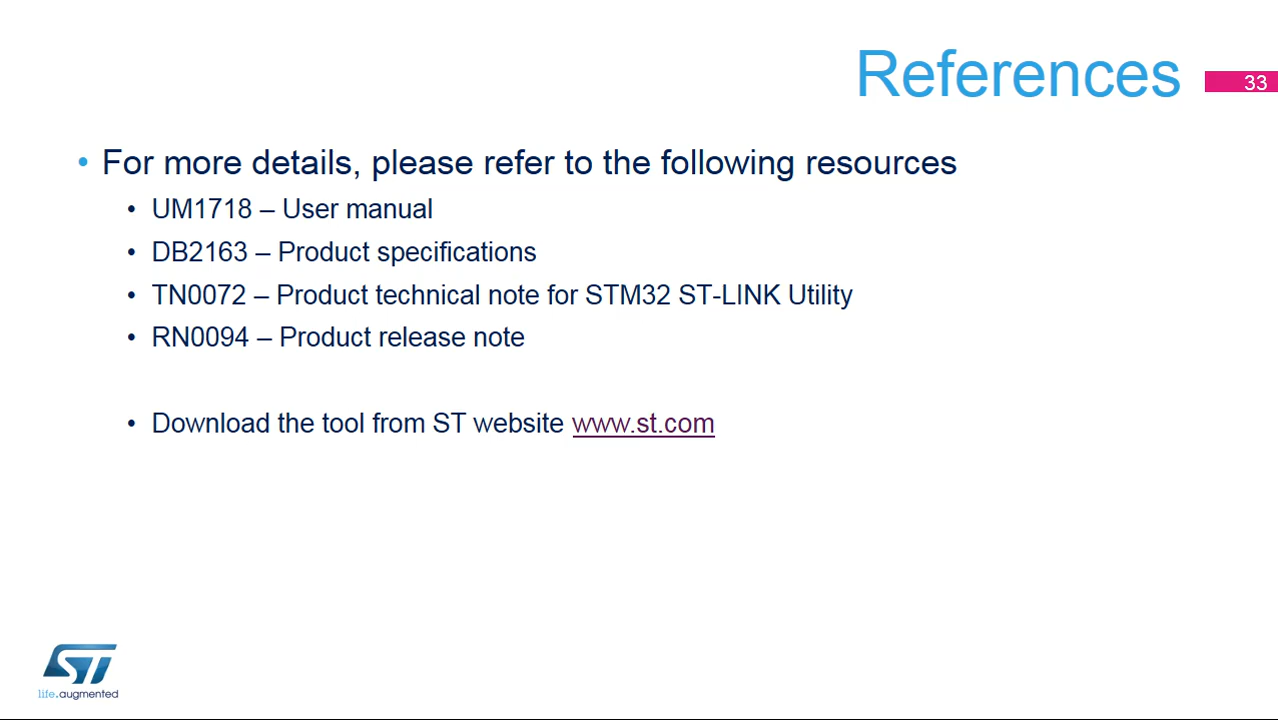 References
33
• For more details, please refer to the following resources
• UM1718 – User manual
• DB2163 – Product specifications
• TN0072 – Product technical note for STM32 ST-LINK Utility
• RN0094 – Product release note
• Download the tool from ST website www.st.com
ST
life.augmented